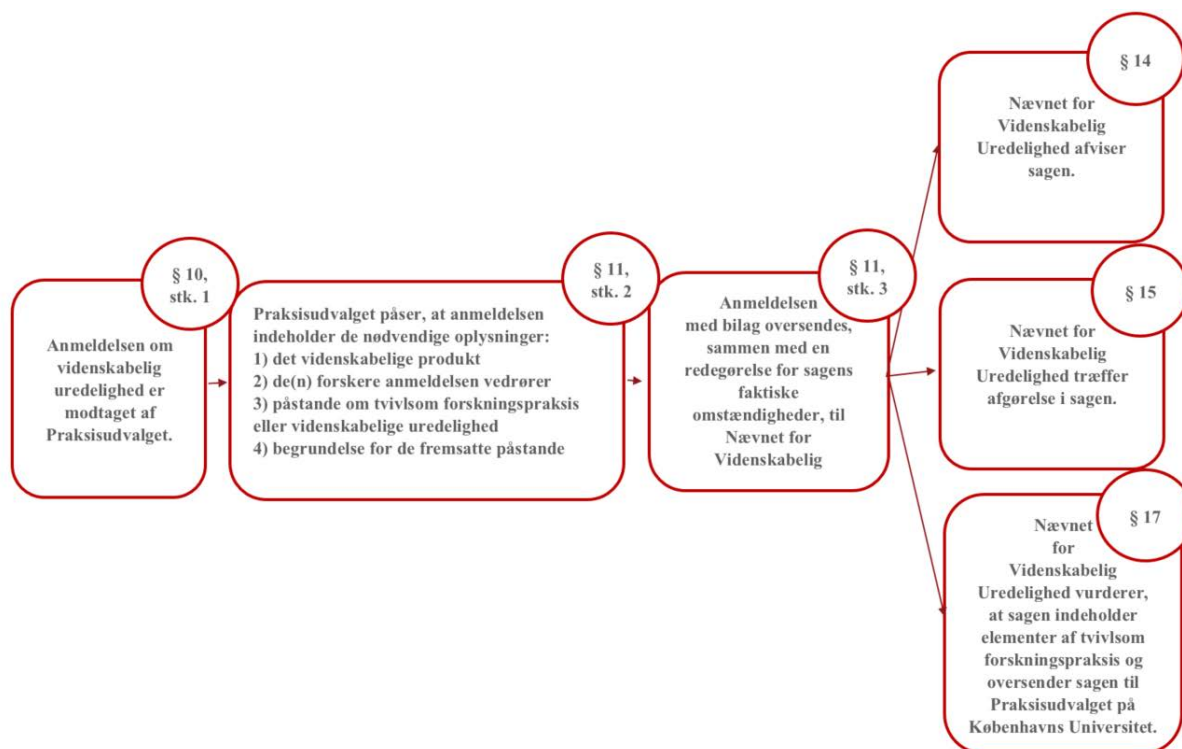 § 10,
stk. 1
Anmeldelsen om
videnskabelig
uredelighed er
modtaget af
Praksisudvalget.
§ 11,
stk. 2
Praksisudvalget påser, at anmeldelsen
indeholder de nødvendige oplysninger:
1) det videnskabelige produkt
2) de(n) forskere anmeldelsen vedrører
3) påstande om tvivlsom forskningspraksis
eller videnskabelige uredelighed
4) begrundelse for de fremsatte påstande
§ 11,
stk. 3
Anmeldelsen
med bilag oversendes,
sammen med en
redegørelse for sagens
faktiske
omstændigheder, til
Nævnet for
Videnskabelig
§ 14
Nævnet for
Videnskabelig
Uredelighed afviser
sagen.
§ 15
Nævnet for
Videnskabelig
Uredelighed træffer
afgørelse i sagen.
§ 17
Nævnet
for
Videnskabelig
Uredelighed vurderer,
at sagen indeholder
elementer af tvivlsom
forskningspraksis og
oversender sagen til
Praksisudvalget på
Københavns Universitet.